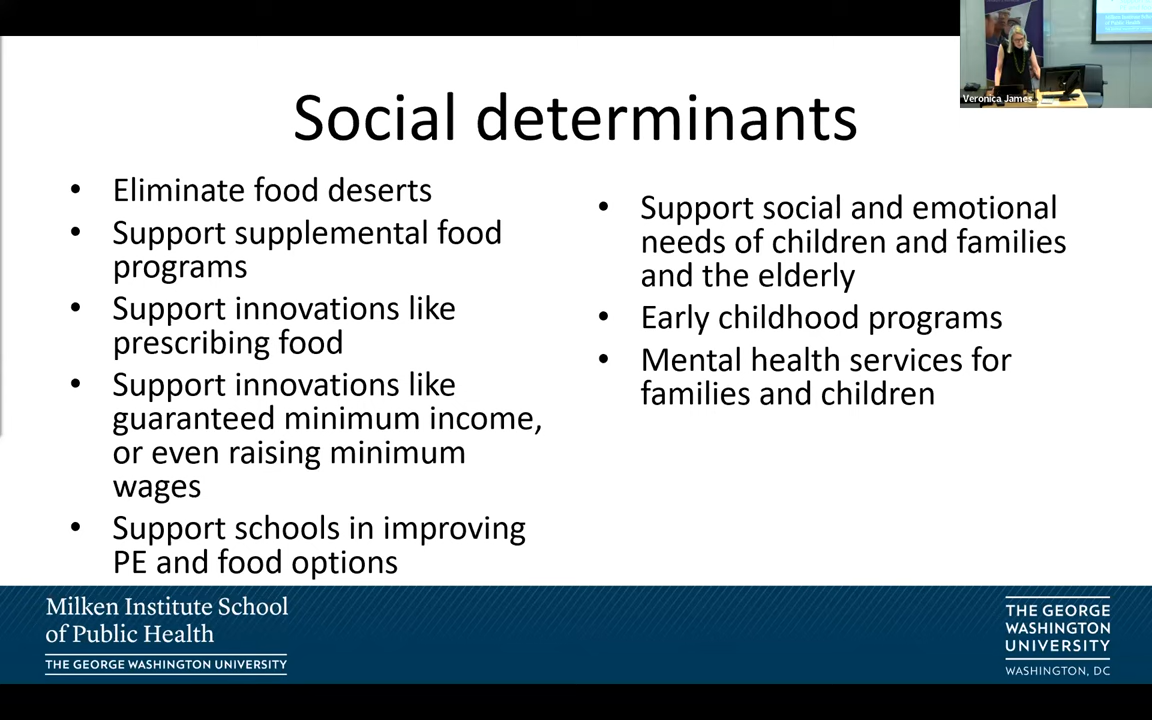 Social determinants
• Eliminate food deserts
• Support supplemental food
programs
• Support innovations like
prescribing food
• Support innovations like
guaranteed minimum income,
or even raising minimum
wages
• Support schools in improving
PE and food options
• Support social and emotional
needs of children and families
and the elderly
• Early childhood programs
• Mental health services for
families and children
Veronica James
Milken Institute School
of Public Health
THE GEORGE WASHINGTON UNIVERSITY
THE GEORGE
WASHINGTON
UNIVERSITY
WASHINGTON, DC